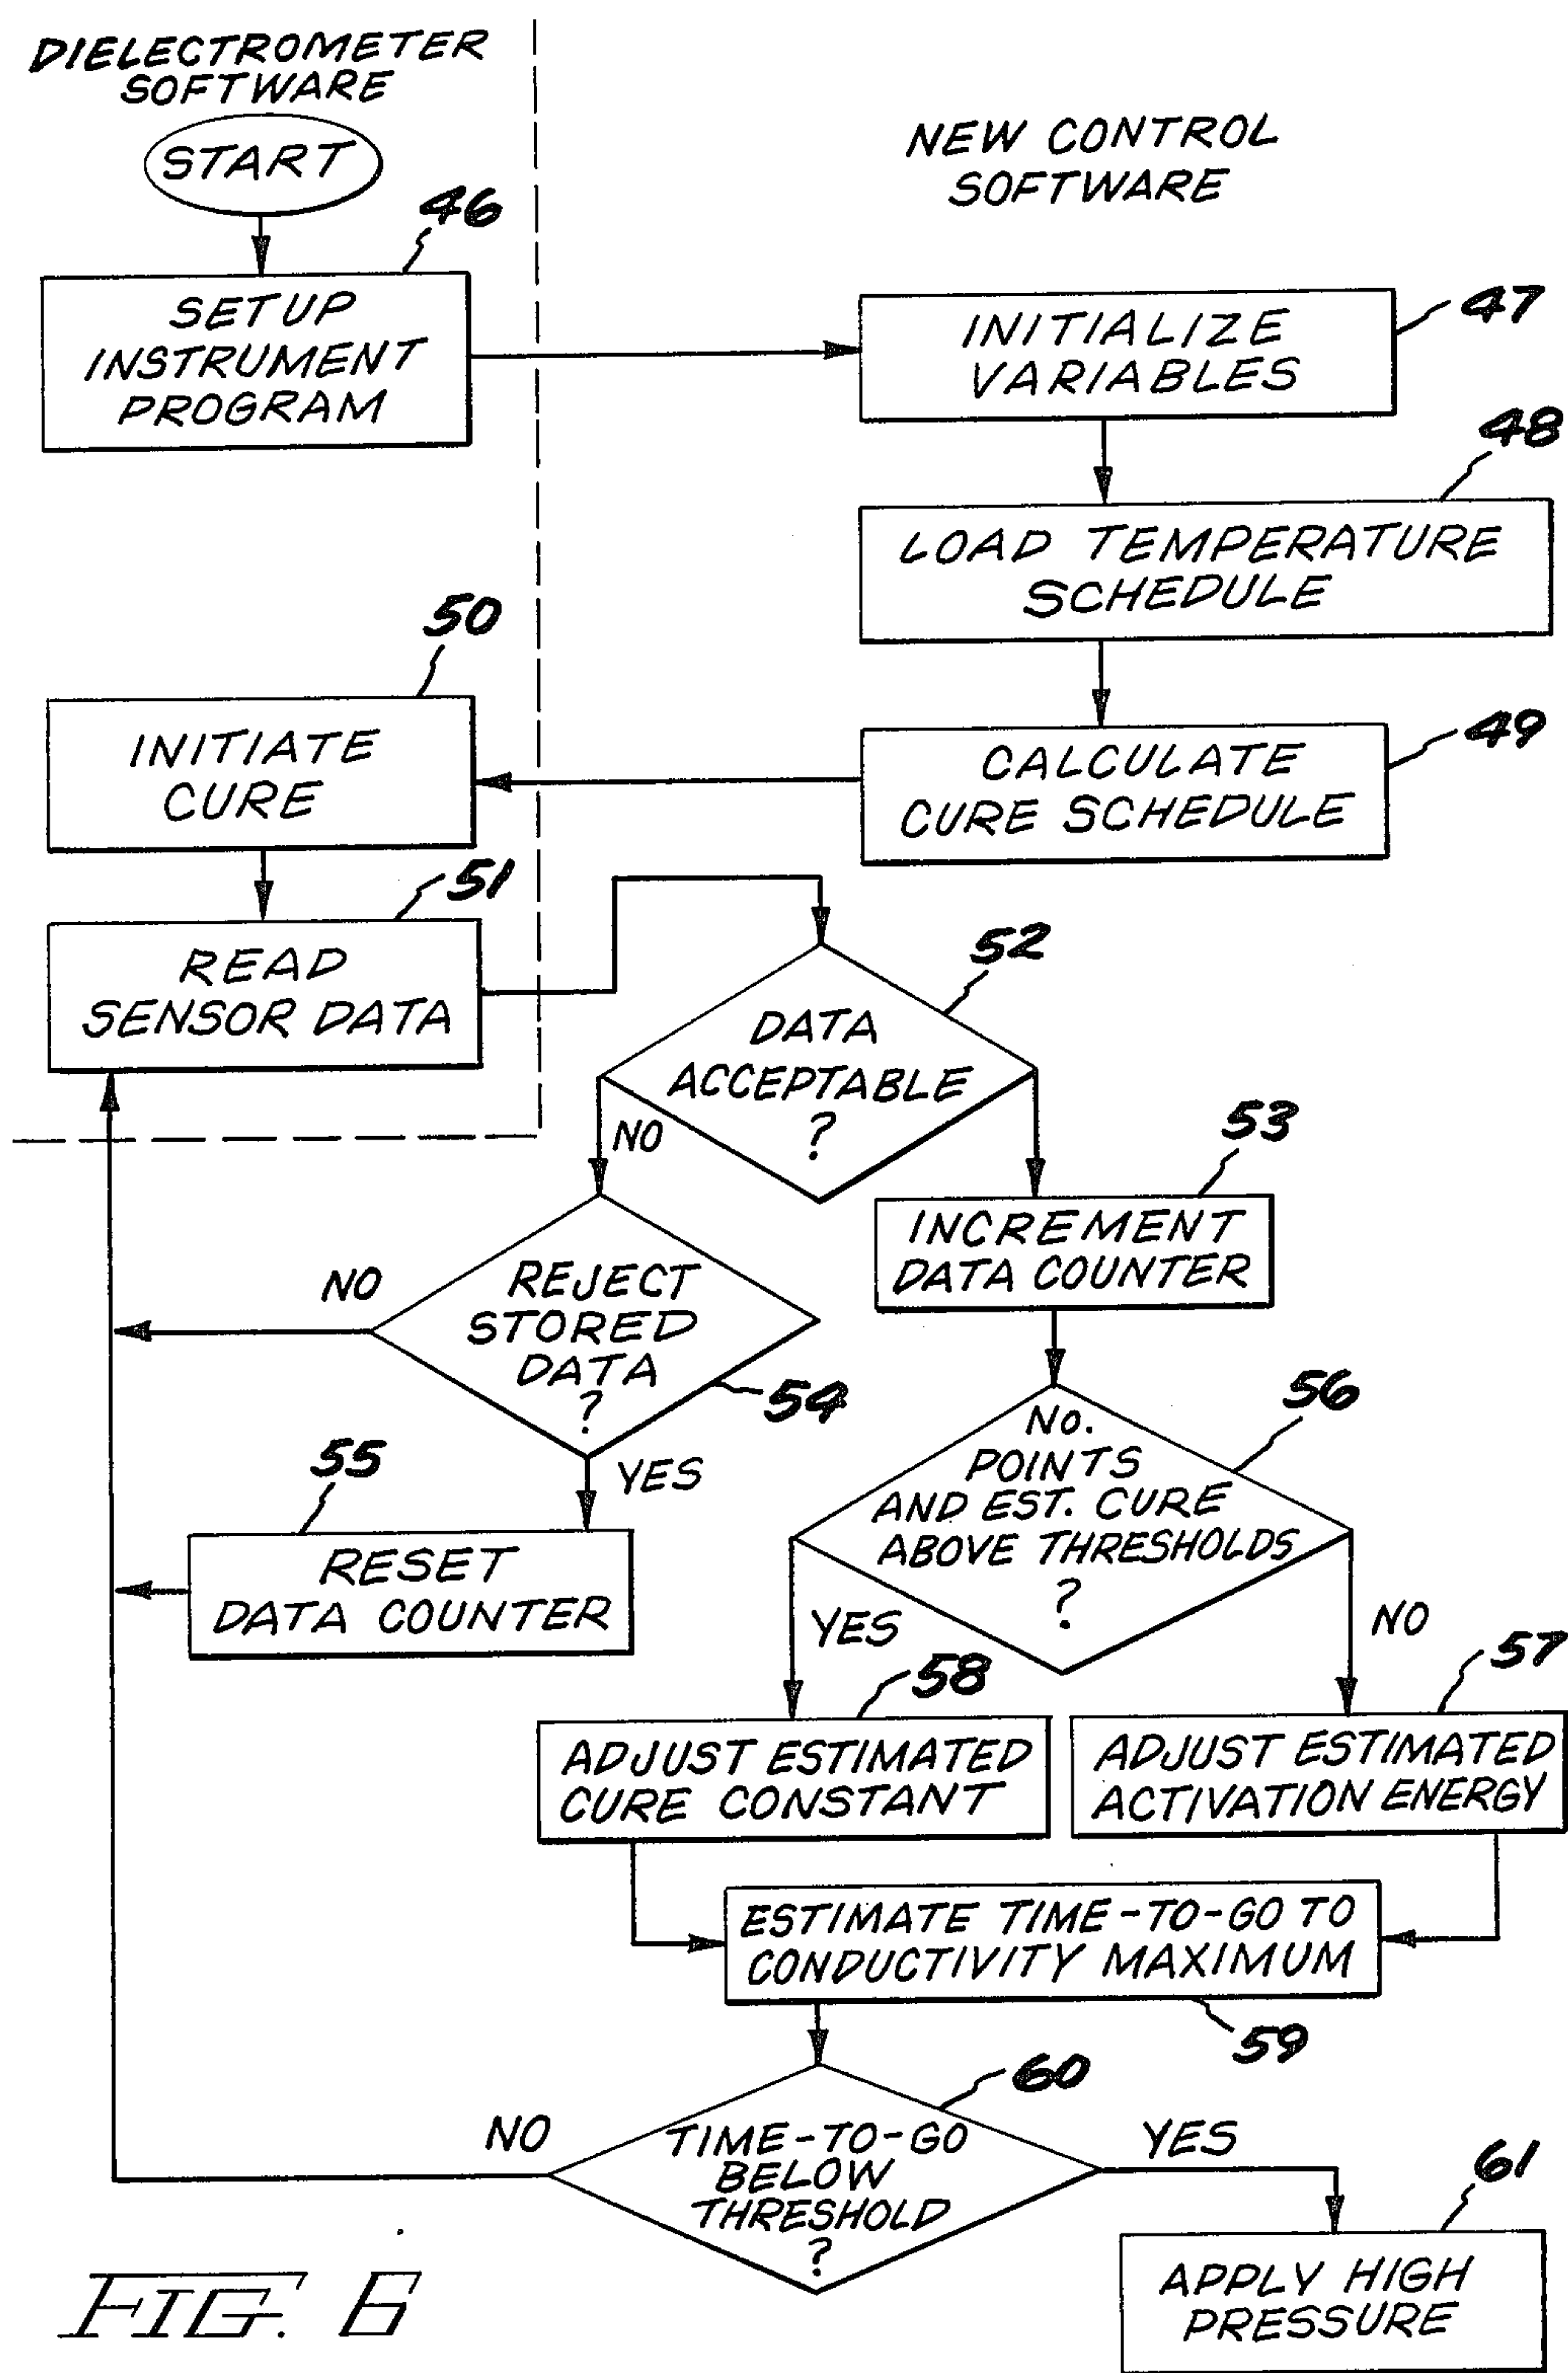 DIELECTROMETER
SOFTWARE
START
NEW CONTROL
SOFTWARE
46
SETUP
INSTRUMENT
PROGRAM
47
INITIALIZE
VARIABLES
48
LOAD TEMPERATURE
SCHEDULE
49
CALCULATE
CURE SCHEDULE
50
INITIATE
CURE
51
READ
SENSOR DATA
52
DATA
ACCEPTABLE
?
NO
53
INCREMENT
DATA COUNTER
NO
REJECT
STORED
DATA
?
54
YES
55
RESET
DATA COUNTER
56
No.
POINTS
AND EST. CURE
ABOVE THRESHOLDS
?
YES
NO
58
ADJUST ESTIMATED
CURE CONSTANT
57
ADJUST ESTIMATED
ACTIVATION ENERGY
ESTIMATE TIME-TO-GO TO
CONDUCTIVITY MAXIMUM
59
60
NO
TIME-TO-GO
BELOW
THRESHOLD
?
YES
61
APPLY HIGH
PRESSURE
FIG. 6